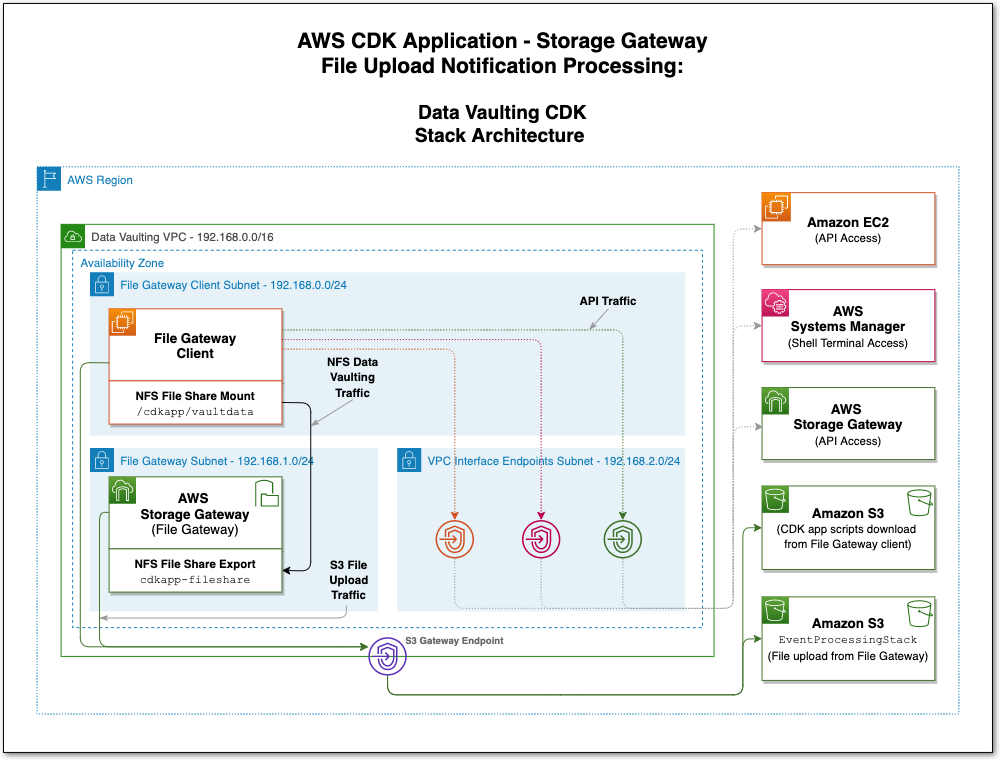 AWS CDK Application - Storage Gateway
File Upload Notification Processing:
Data Vaulting CDK
Stack Architecture
AWS Region
Data Vaulting VPC - 192.168.0.0/16
Availability Zone
File Gateway Client Subnet - 192.168.0.0/24
File Gateway
Client
NFS File Share Mount
/cdkapp/vaultdata
API Traffic
NFS Data
Vaulting
Traffic
File Gateway Subnet - 192.168.1.0/24
AWS
Storage Gateway
(File Gateway)
NFS File Share Export
cdkapp-fileshare
S3 File
Upload
Traffic
VPC Interface Endpoints Subnet - 192.168.2.0/24
S3 Gateway Endpoint
Amazon EC2
(API Access)
AWS
Systems Manager
(Shell Terminal Access)
AWS
Storage Gateway
(API Access)
Amazon S3
(CDK app scripts download
from File Gateway client)
Amazon S3
EventProcessingStack
(File upload from File Gateway)